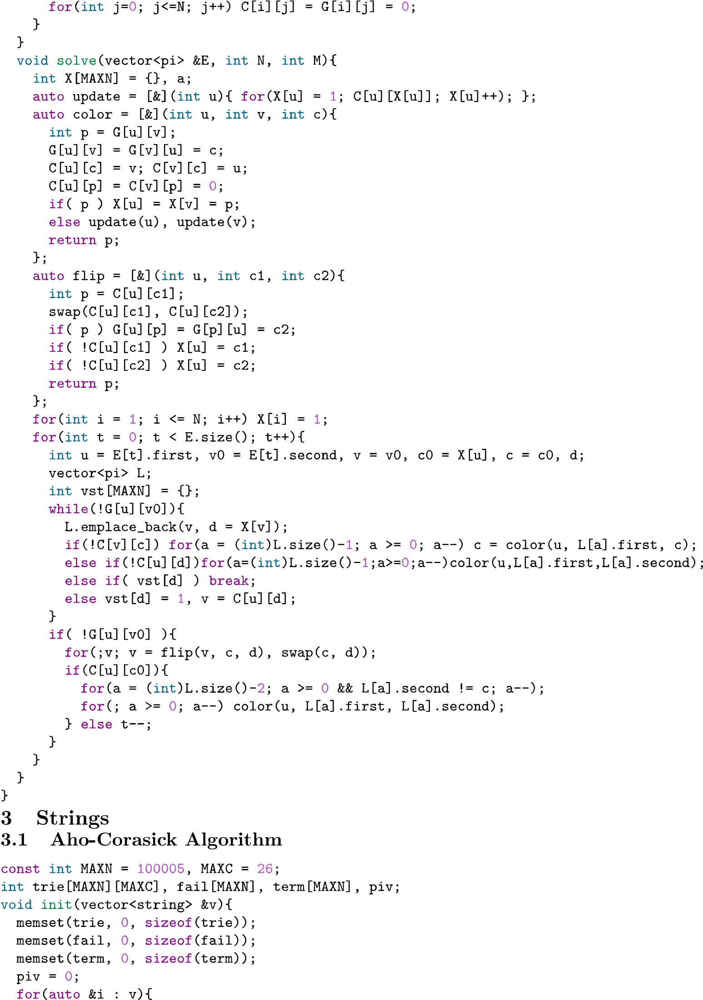 for(int j=0; j<=N; j++) C[i][j] = G[i][j] = 0;
    }
  }
  void solve(vector<pi> &E, int N, int M){
    int X[MAXN] = {}, a;
    auto update = [&](int u){ for(X[u] = 1; C[u][X[u]]; X[u]++); };
    auto color = [&](int u, int v, int c){
      int p = G[u][v];
      G[u][v] = G[v][u] = c;
      C[u][c] = v; C[v][c] = u;
      C[u][p] = C[v][p] = 0;
      if( p ) X[u] = X[v] = p;
      else update(u), update(v);
      return p;
    };
    auto flip = [&](int u, int c1, int c2){
      int p = C[u][c1];
      swap(C[u][c1], C[u][c2]);
      if( p ) G[u][p] = G[p][u] = c2;
      if( !C[u][c1] ) X[u] = c1;
      if( !C[u][c2] ) X[u] = c2;
      return p;
    };
    for(int i = 1; i <= N; i++) X[i] = 1;
    for(int t = 0; t < E.size(); t++){
      int u = E[t].first, v0 = E[t].second, v = v0, c0 = X[u], c = c0, d;
      vector<pi> L;
      int vst[MAXN] = {};
      while(!G[u][v0]){
        L.emplace_back(v, d = X[v]);
        if(!C[v][c]) for(a = (int)L.size()-1; a >= 0; a--) c = color(u, L[a].first, c);
        else if(!C[u][d])for(a=(int)L.size()-1;a>=0;a--)color(u,L[a].first,L[a].second);
        else if( vst[d] ) break;
        else vst[d] = 1, v = C[u][d];
      }
      if( !G[u][v0] ){
        for(;v; v = flip(v, c, d), swap(c, d));
        if(C[u][c0]){
          for(a = (int)L.size()-2; a >= 0 && L[a].second != c; a--);
          for(; a >= 0; a--) color(u, L[a].first, L[a].second);
        } else t--;
      }
    }
  }
}
3 Strings
3.1 Aho-Corasick Algorithm
const int MAXN = 100005, MAXC = 26;
int trie[MAXN][MAXC], fail[MAXN], term[MAXN], piv;
void init(vector<string> &v){
  memset(trie, 0, sizeof(trie));
  memset(fail, 0, sizeof(fail));
  memset(term, 0, sizeof(term));
  piv = 0;
  for(auto &i : v){